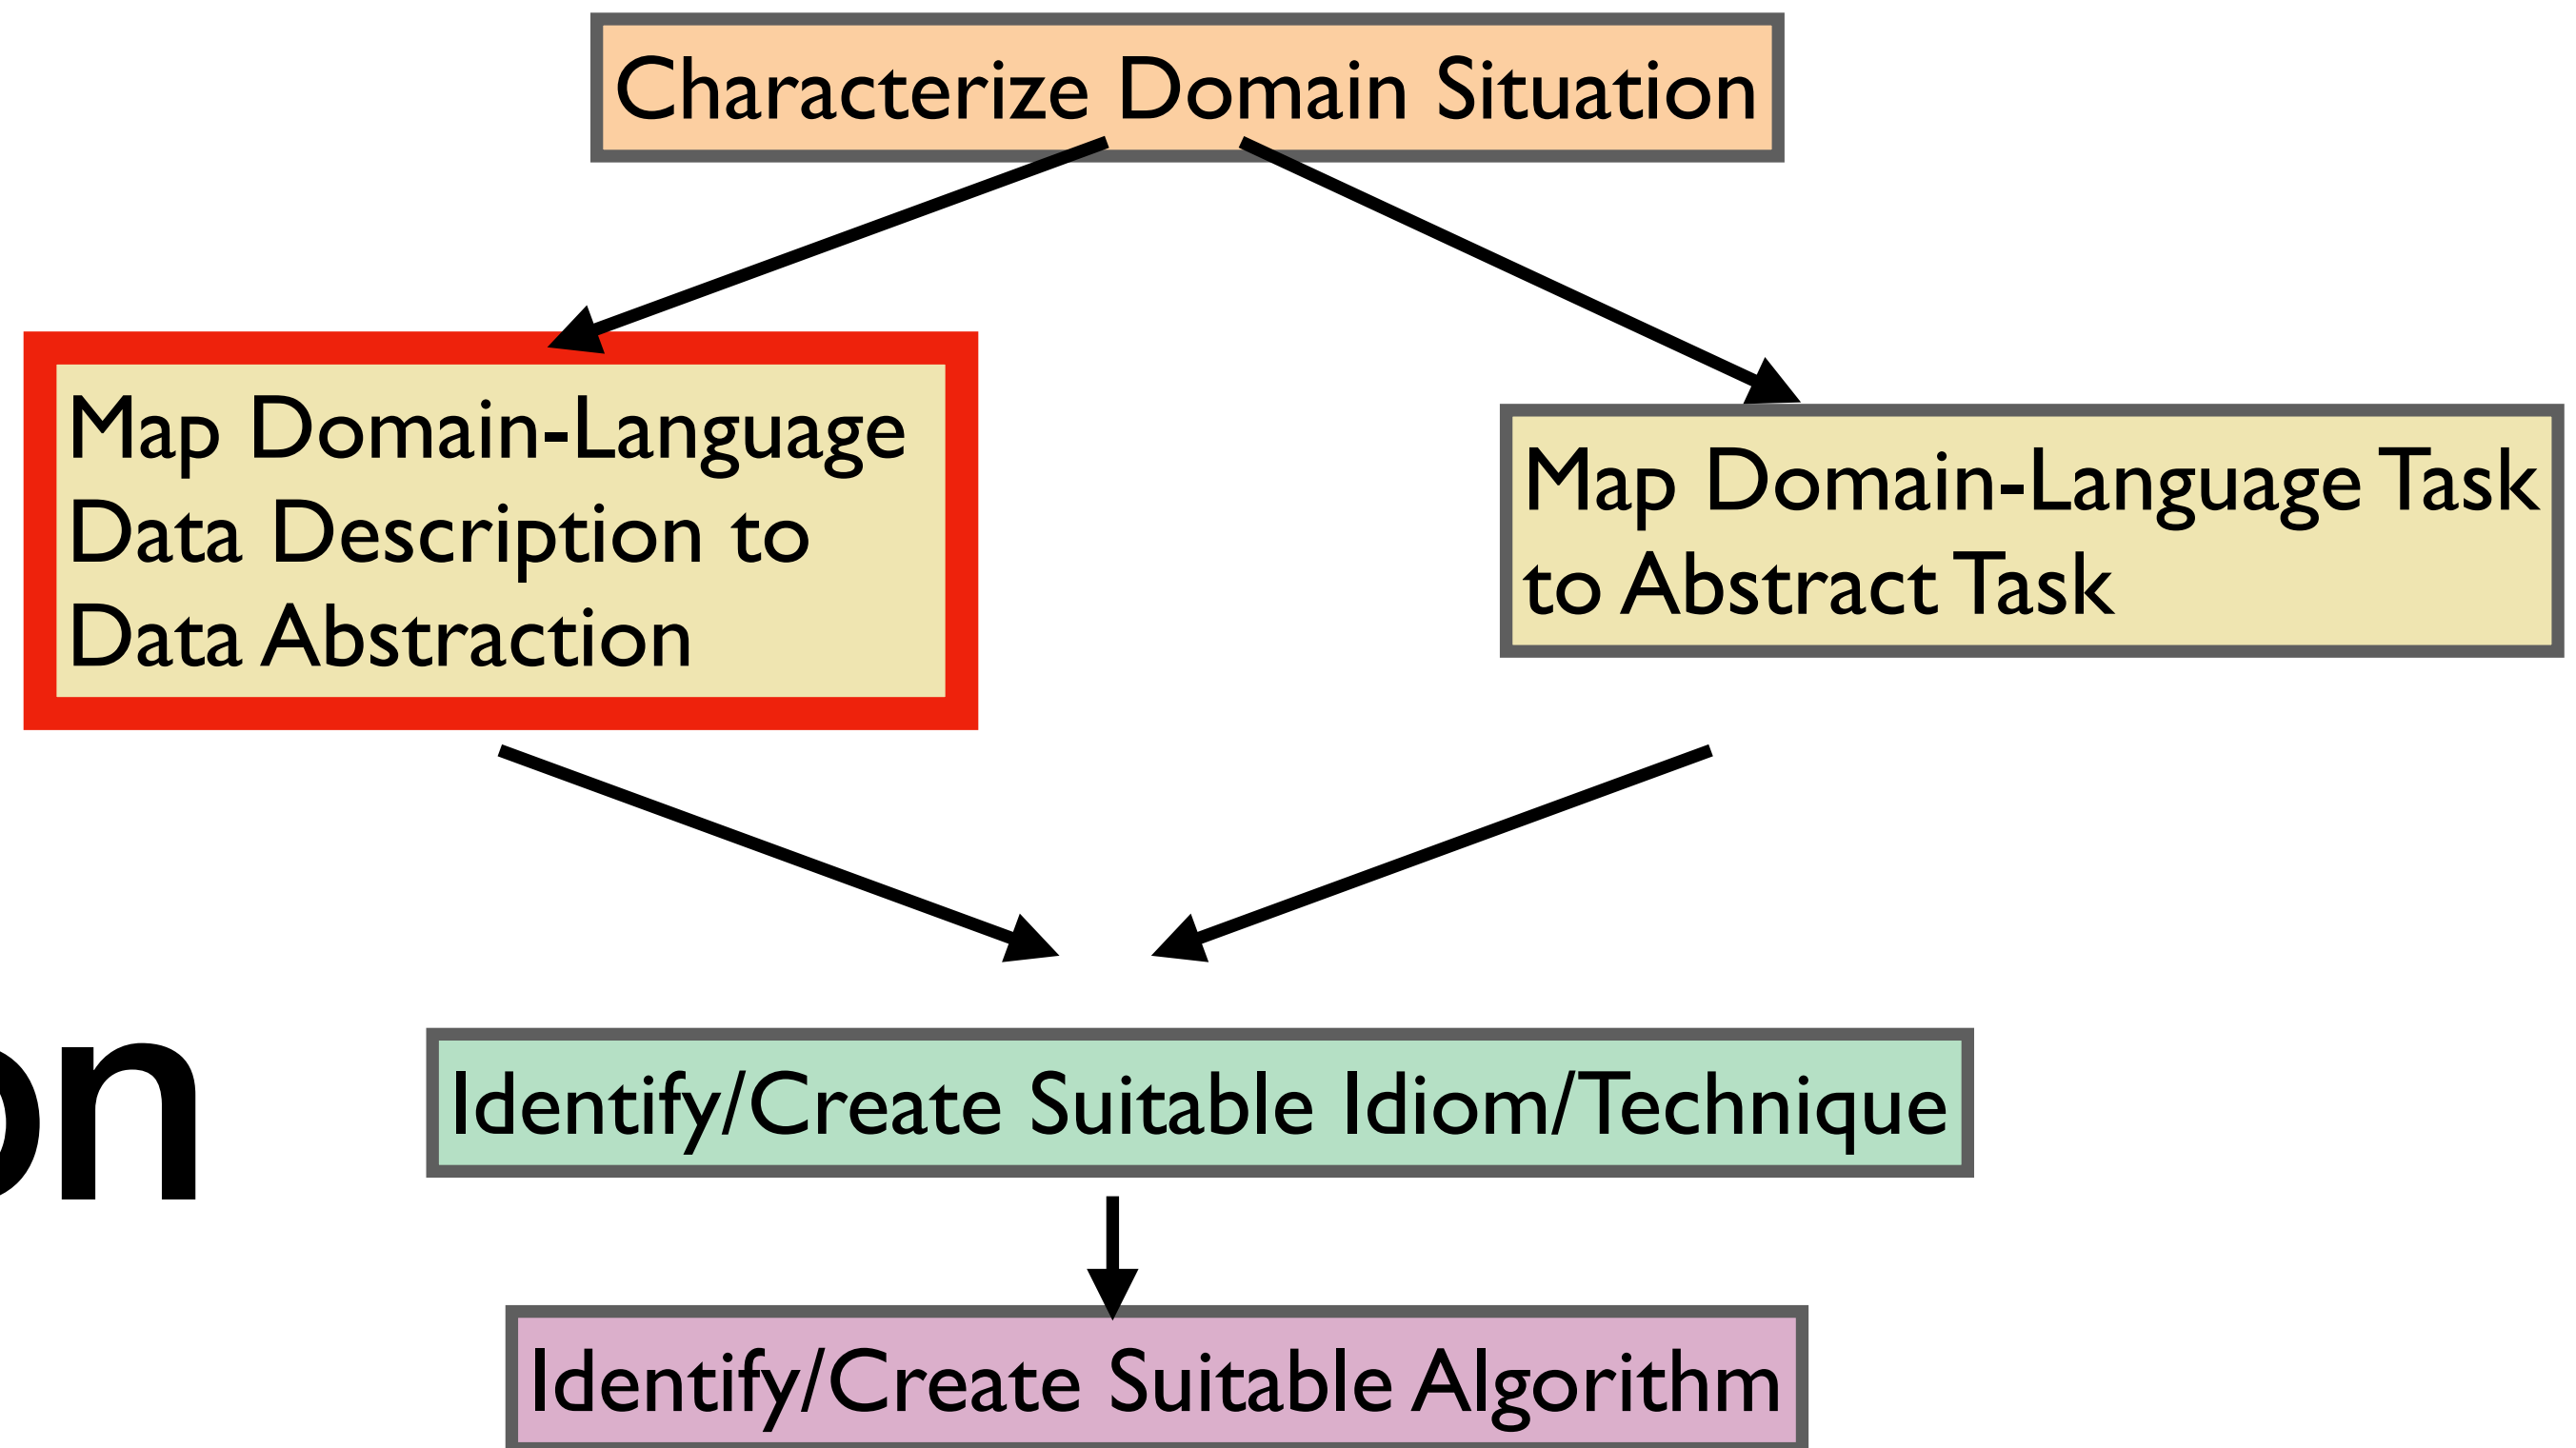 Characterize Domain Situation
Map Domain-Language
Data Description to
Data Abstraction
Map Domain-Language Task
to Abstract Task
on
Identify/Create Suitable Idiom/Technique
Identify/Create Suitable Algorithm